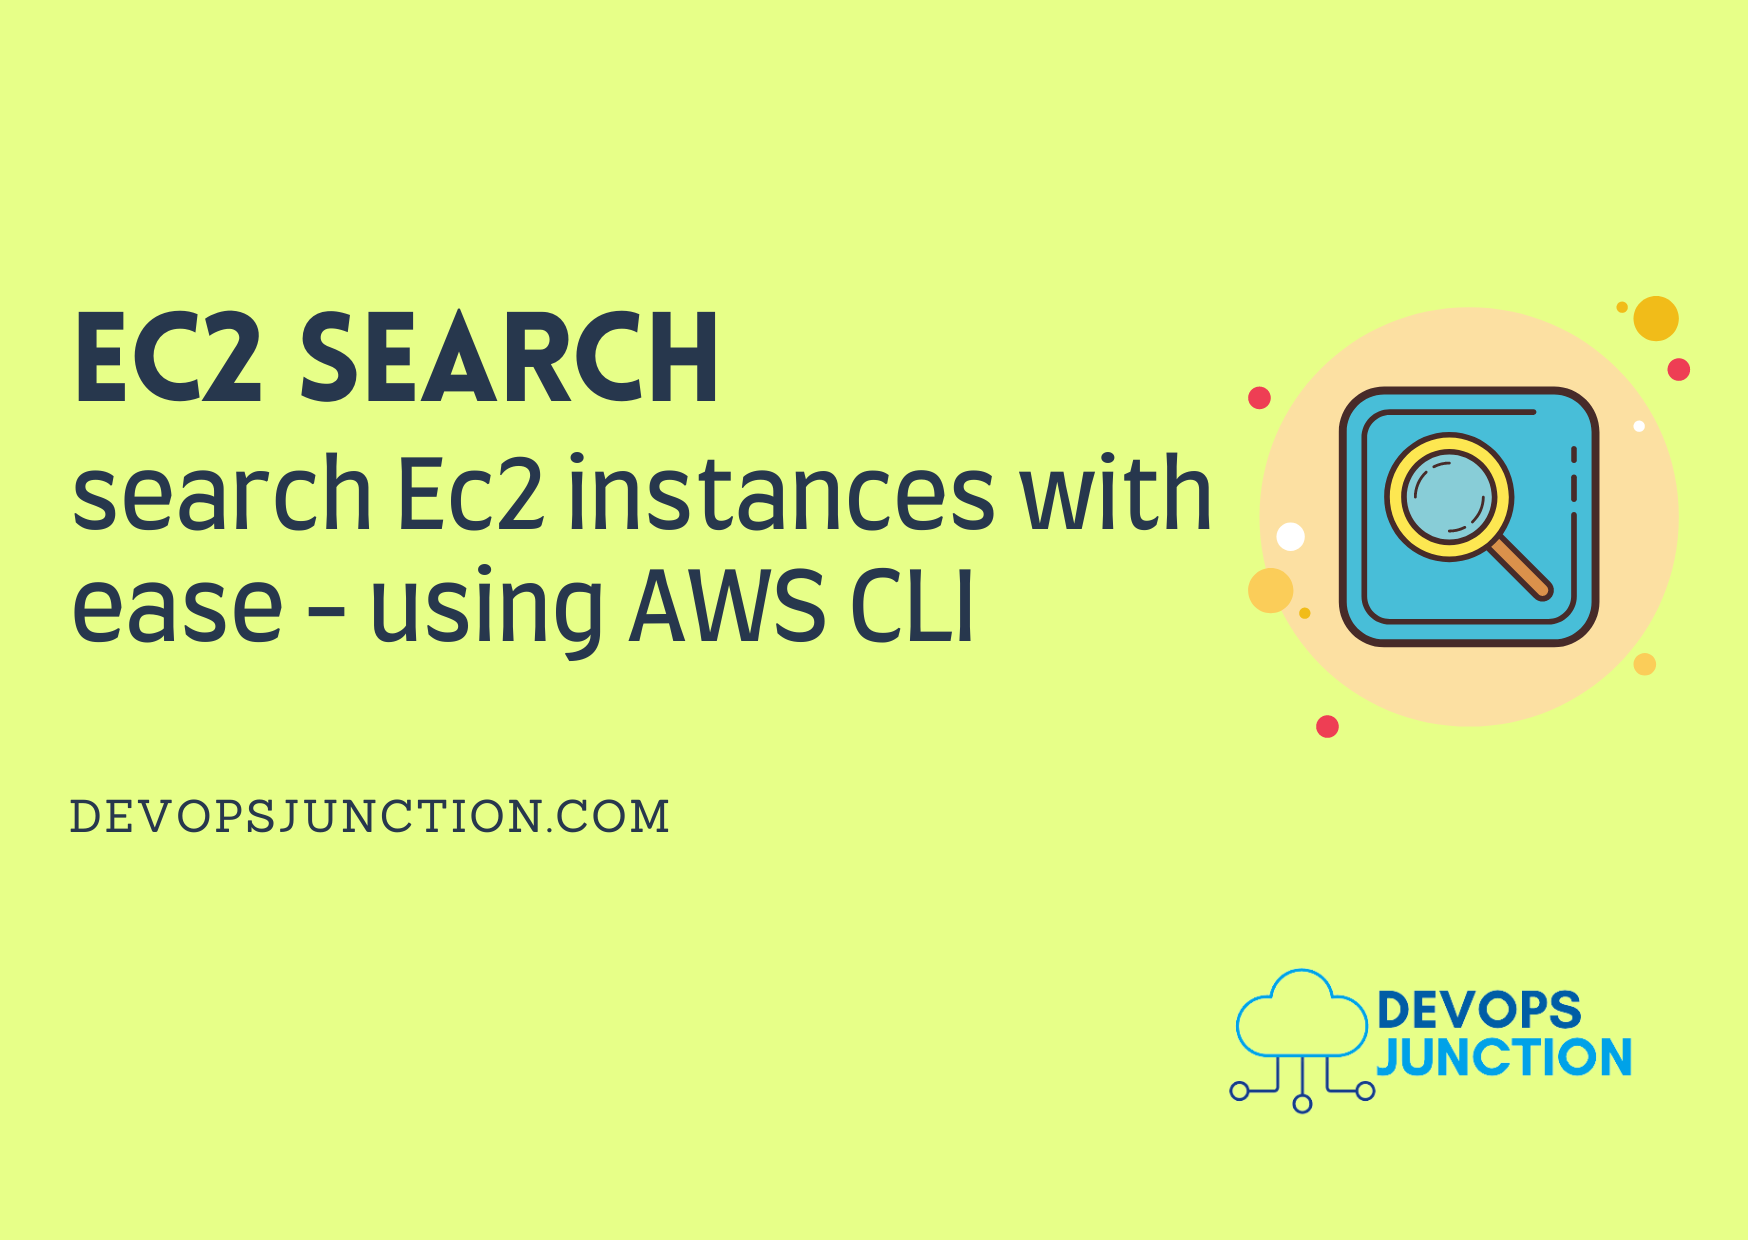 EC2 SEARCH
search Ec2 instances with
ease - using AWS CLI
DEVOPSJUNCTION.COM
DEVOPS
JUNCTION